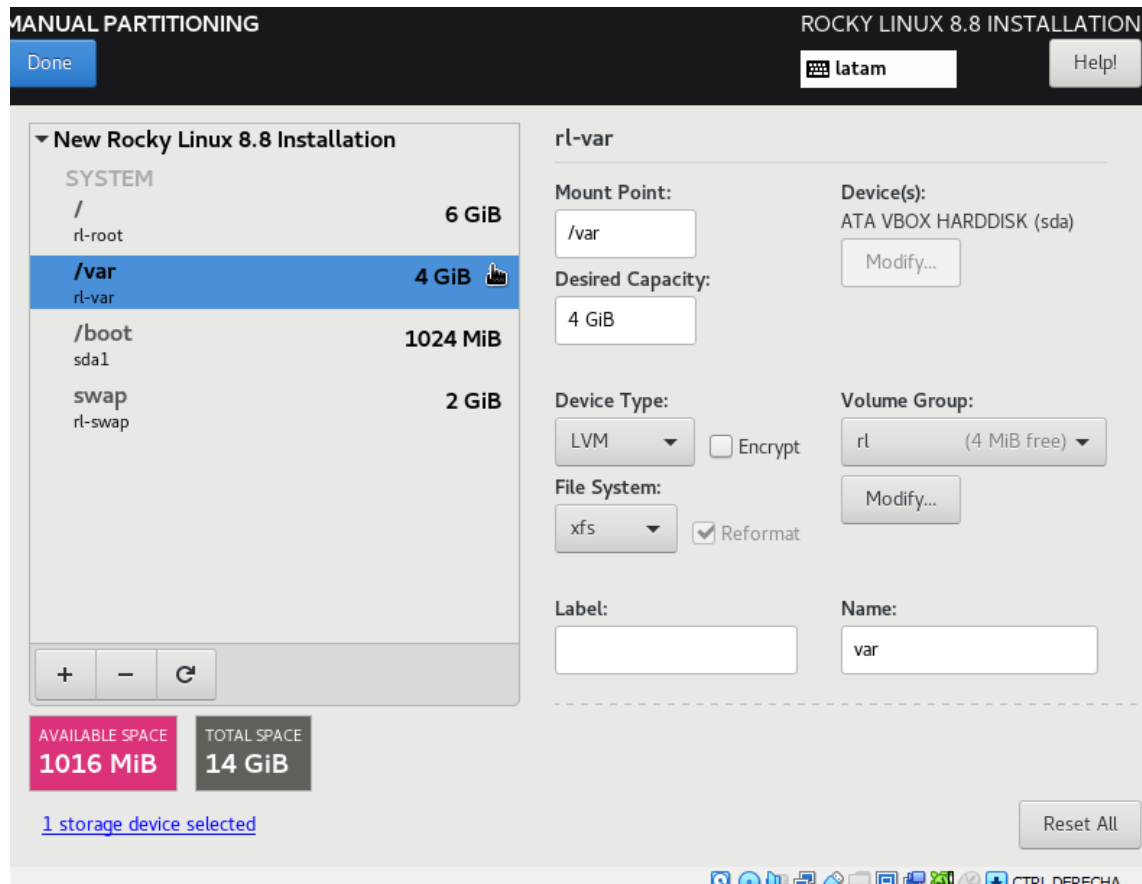 MANUAL PARTITIONING
ROCKY LINUX 8.8 INSTALLATION
Done
latam
Help!
New Rocky Linux 8.8 Installation
SYSTEM
/
6 GiB
rl-root
/var
4 GiB
rl-var
/boot
1024 MiB
sda1
swap
2 GiB
rl-swap
+ −
AVAILABLE SPACE
1016 MiB
TOTAL SPACE
14 GiB
1 storage device selected
rl-var
Mount Point:
/var
Device(s):
ATA VBOX HARDDISK (sda)
Modify...
Desired Capacity:
4 GiB
Device Type:
LVM
Encrypt
Volume Group:
rl (4 MiB free)
Modify...
File System:
xfs
Reformat
Label:
Name:
var
Reset All
CTRL DERECHA